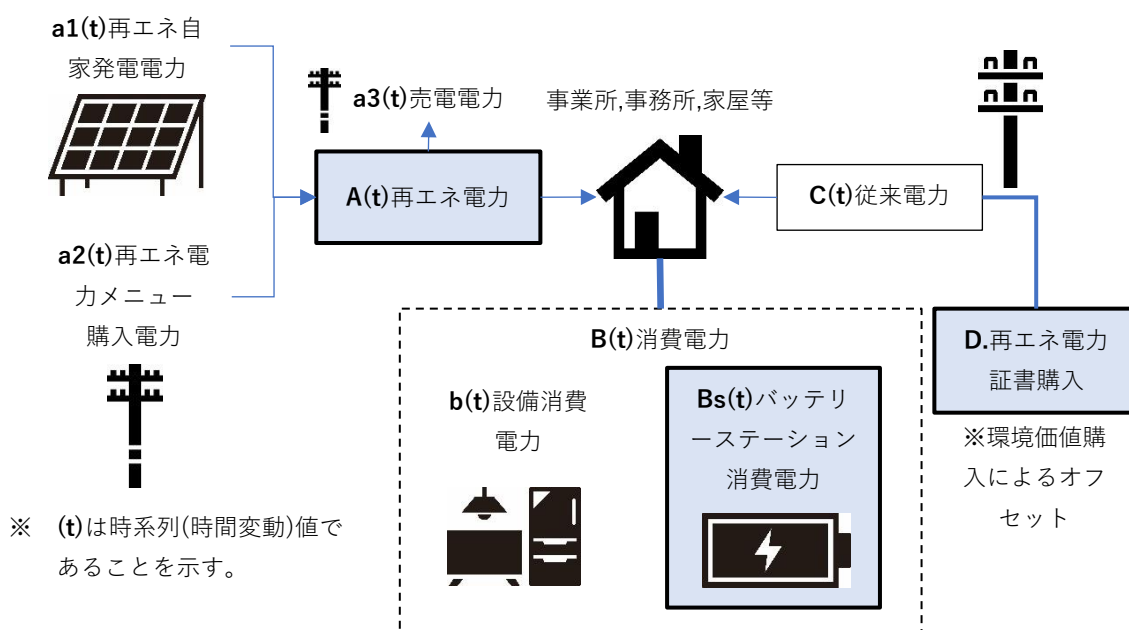 a1(t)再エネ自
家発電電力
a3(t)売電電力
事業所,事務所,家屋等
A(t)再エネ電力
C(t)従来電力
a2(t)再エネ電
力メニュー
購入電力
B(t)消費電力
b(t)設備消費
電力
Bs(t)バッテリ
ーステーション
消費電力
D.再エネ電力
証書購入
※環境価値購
入によるオフ
セット
※ (t)は時系列(時間変動)値で
あることを示す。